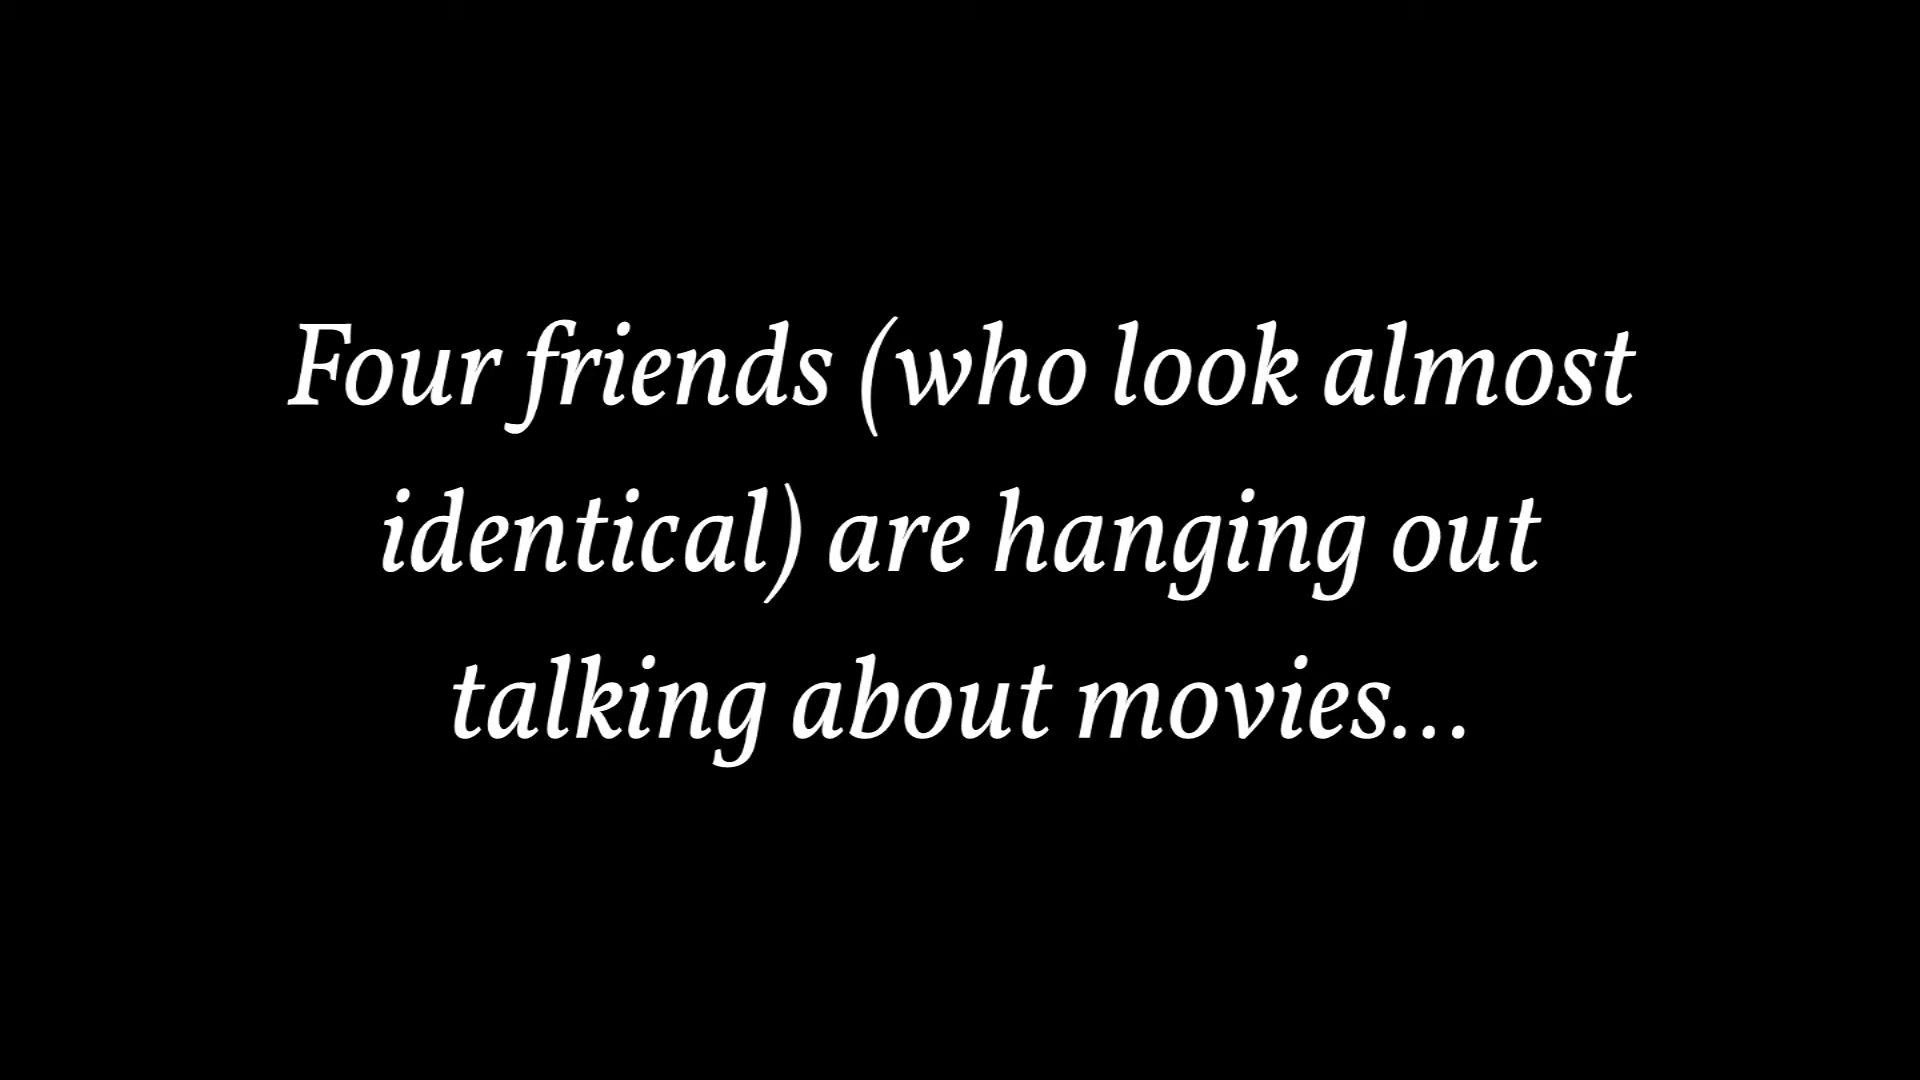 Four friends (who look almost
identical) are hanging out
talking about movies...